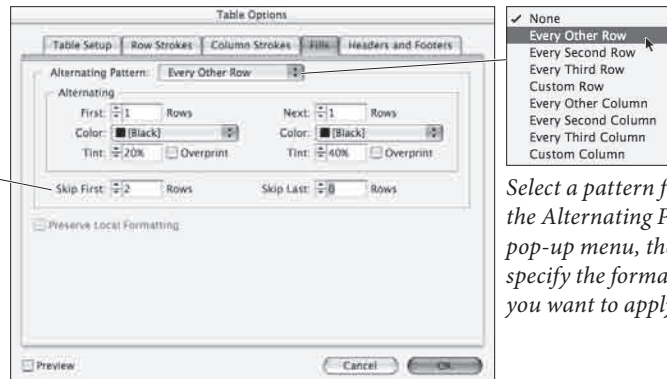 Table Options
Table Setup Row Strokes Column Strokes Fills Headers and Footers
Alternating Pattern: Every Other Row
Alternating
First: 1 Rows Next: 1 Rows
Color: [Black] Color: [Black]
Tint: 20% Overprint Tint: 40% Overprint
Skip First: 2 Rows Skip Last: 0 Rows
Preserve Local Formatting
Preview Cancel OK
None
Every Other Row
Every Second Row
Every Third Row
Custom Row
Every Other Column
Every Second Column
Every Third Column
Custom Column
Select a pattern f
the Alternating P
pop-up menu, the
specify the forma
you want to apply